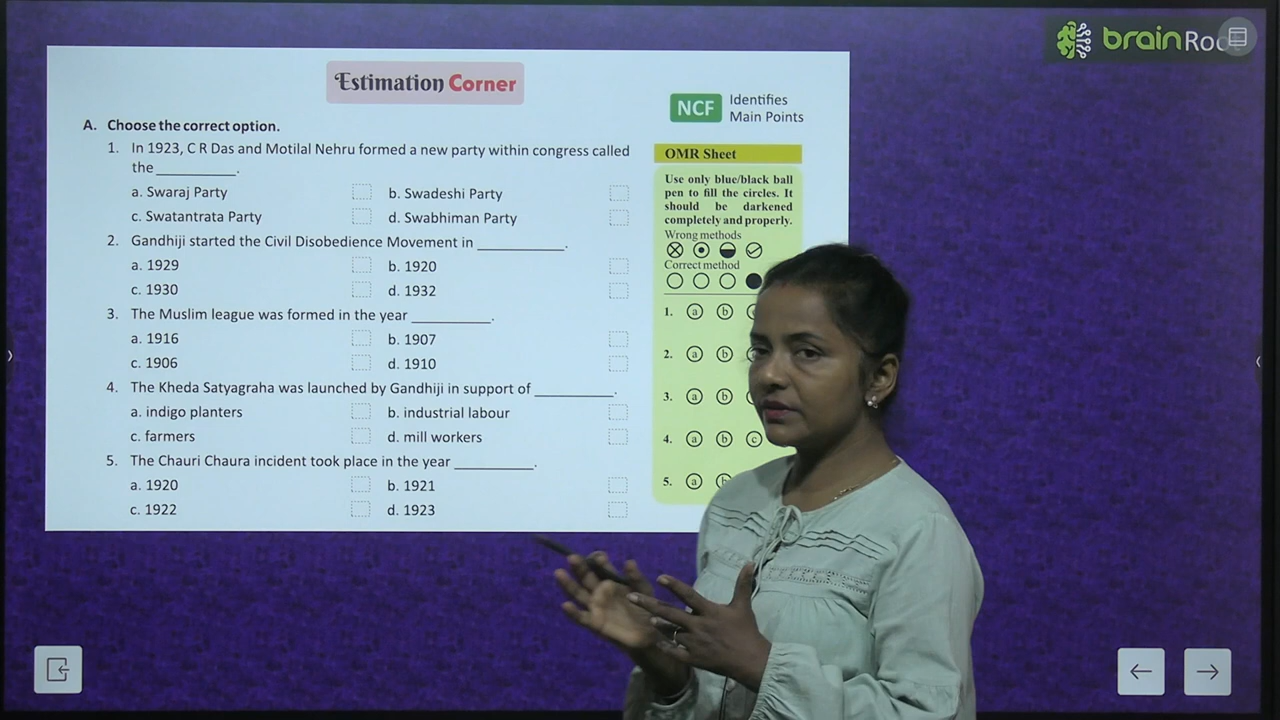 brainRo
Estimation Corner
NCF Identifies
Main Points
A. Choose the correct option.
1. In 1923, C R Das and Motilal Nehru formed a new party within congress called
the __________.
a. Swaraj Party b. Swadeshi Party
c. Swatantrata Party d. Swabhiman Party
2. Gandhiji started the Civil Disobedience Movement in ___________.
a. 1929 b. 1920
c. 1930 d. 1932
3. The Muslim league was formed in the year __________.
a. 1916 b. 1907
c. 1906 d. 1910
4. The Kheda Satyagraha was launched by Gandhiji in support of __________.
a. indigo planters b. industrial labour
c. farmers d. mill workers
5. The Chauri Chaura incident took place in the year __________.
a. 1920 b. 1921
c. 1922 d. 1923
OMR Sheet
Use only blue/black ball
pen to fill the circles. It
should be darkened
completely and properly.
Wrong methods
Correct method
1. a b
2. a b
3. a b
4. a b c
5. a